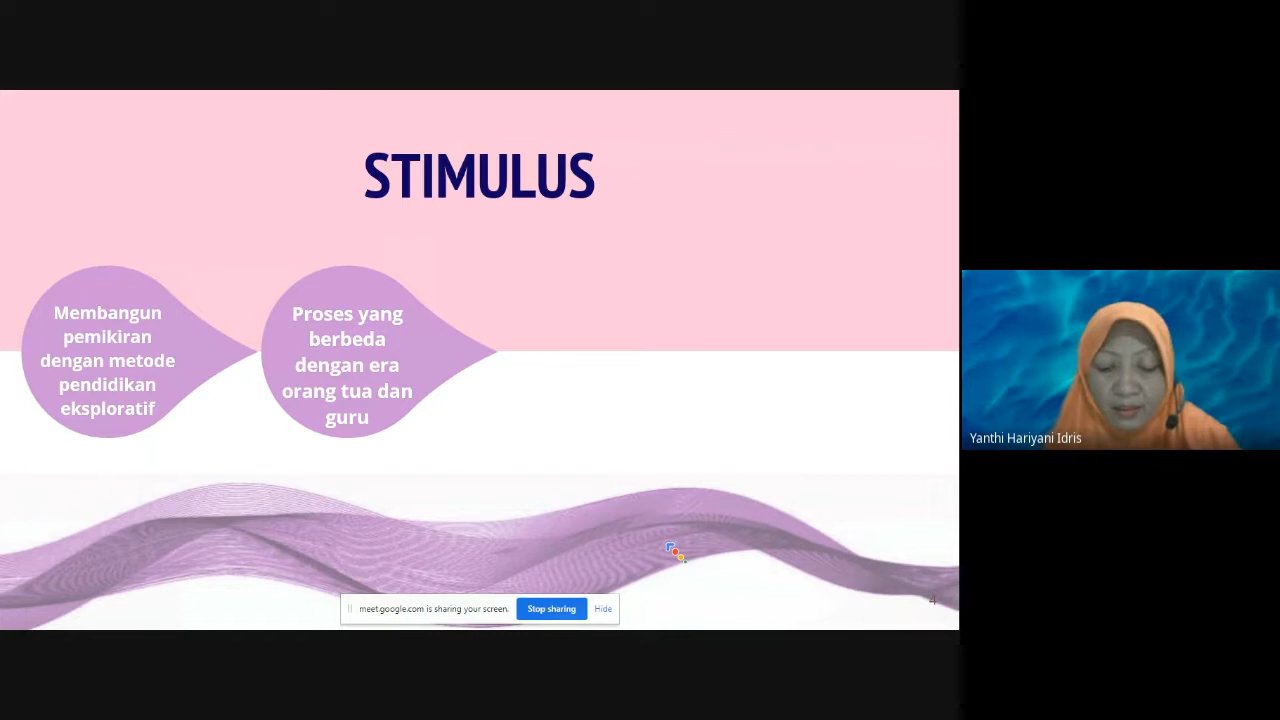 STIMULUS
Membangun
pemikiran
dengan metode
pendidikan
eksploratif
Proses yang
berbeda
dengan era
orang tua dan
guru
Yanthi Hariyani Idris
meet.google.com is sharing your screen.
Stop sharing
Hide
4